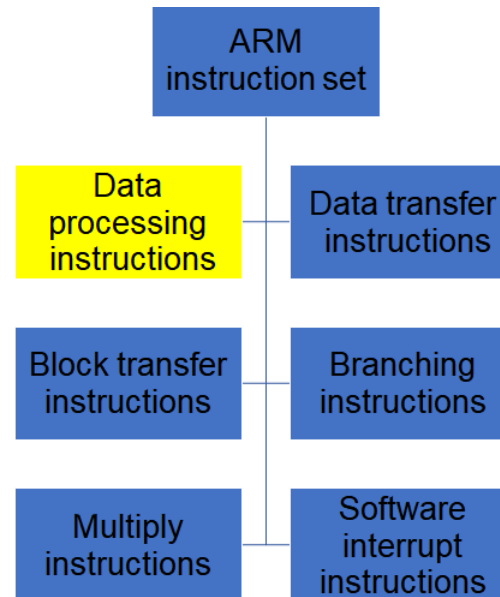 ARM
instruction set
Data
processing
instructions
Data transfer
instructions
Block transfer
instructions
Branching
instructions
Multiply
instructions
Software
interrupt
instructions